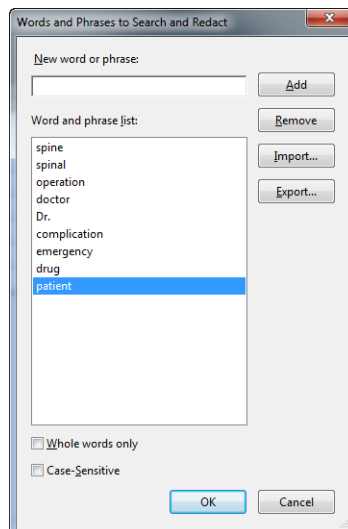 Words and Phrases to Search and Redact
New word or phrase:
Add
Word and phrase list:
Remove
spine
spinal
operation
doctor
Dr.
complication
emergency
drug
patient
Import...
Export...
Whole words only
Case-Sensitive
OK
Cancel